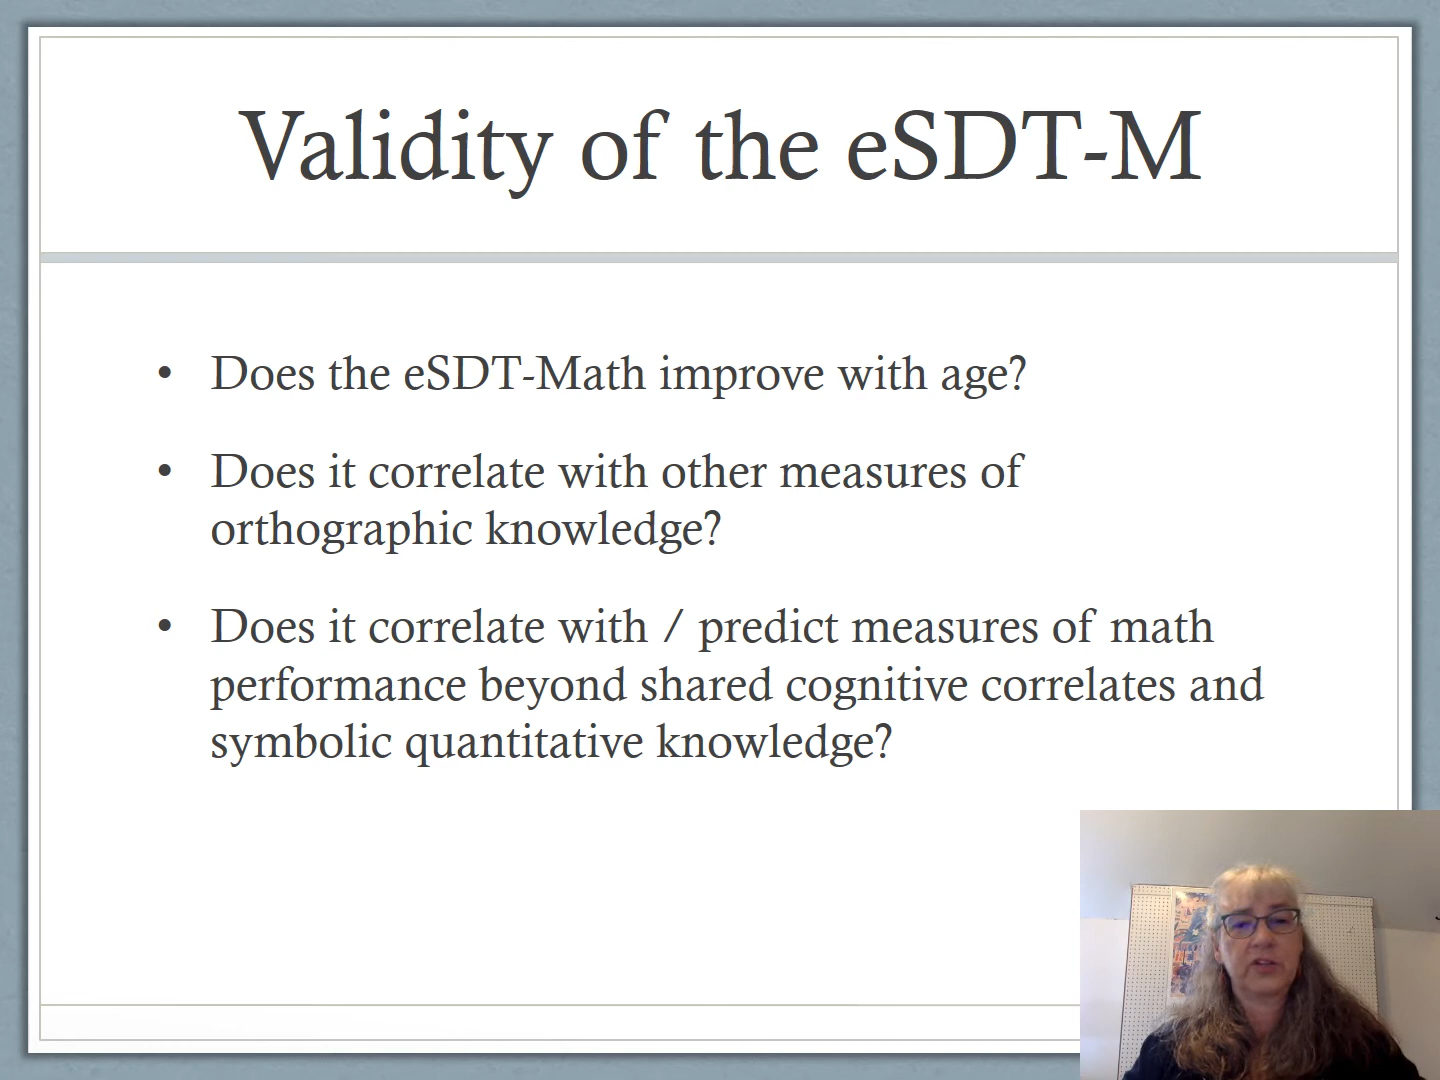 Validity of the eSDT-M
• Does the eSDT-Math improve with age?
• Does it correlate with other measures of
orthographic knowledge?
• Does it correlate with / predict measures of math
performance beyond shared cognitive correlates and
symbolic quantitative knowledge?